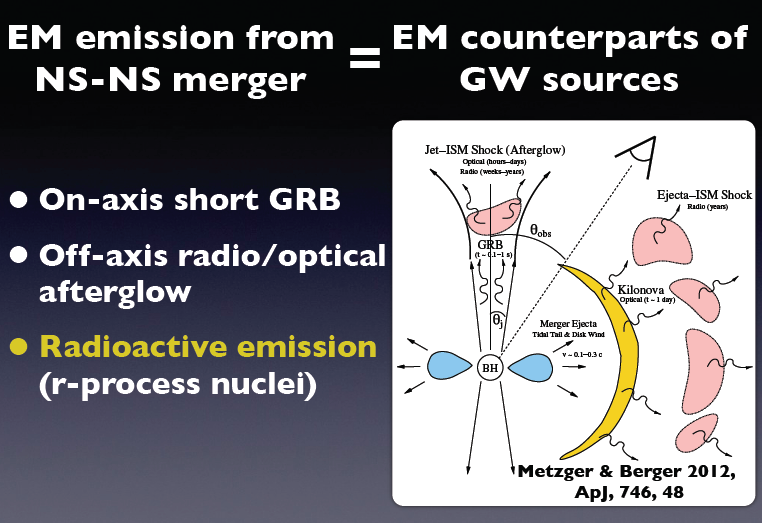 EM emission from
NS-NS merger
=
EM counterparts of
GW sources
• On-axis short GRB
• Off-axis radio/optical
afterglow
• Radioactive emission
(r-process nuclei)
Jet–ISM Shock (Afterglow)
Optical (hours–days)
Radio (weeks–years)
Ejecta–ISM Shock
Radio (years)
θobs
GRB
(t ~ 0.1–1 s)
Kilonova
Optical (t ~ 1 day)
θj
Merger Ejecta
Tidal Tail & Disk Wind
v ~ 0.1–0.3 c
BH
Metzger & Berger 2012,
ApJ, 746, 48